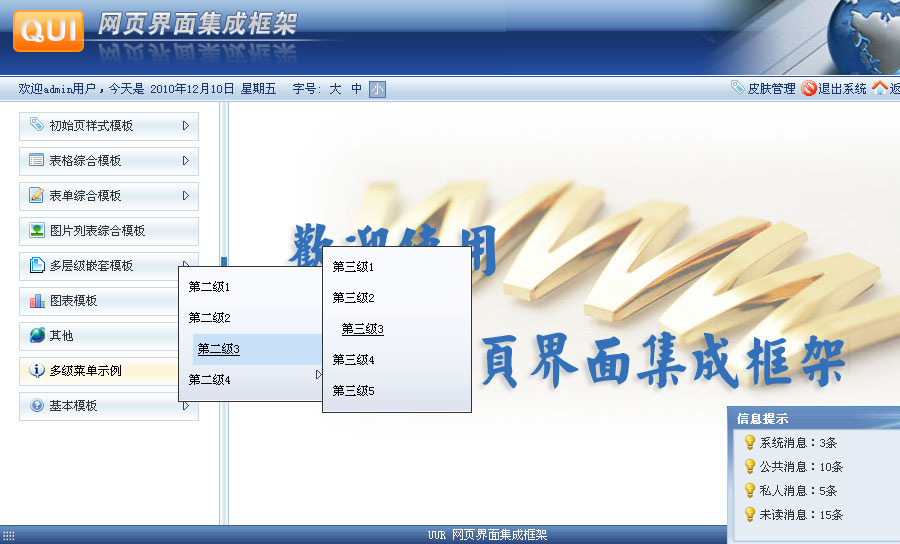 QUI 网页界面集成框架
欢迎admin用户，今天是 2010年12月10日 星期五 字号: 大 中 小
皮肤管理 退出系统 返
初始页样式模板
表格综合模板
表单综合模板
图片列表综合模板
多层级嵌套模板
图表模板
其他
多级菜单示例
基本模板
第二级1
第二级2
第二级3
第二级4
第三级1
第三级2
第三级3
第三级4
第三级5
歡迎使用
頁界面集成框架
信息提示
系统消息：3条
公共消息：10条
私人消息：5条
未读消息：15条
UUR 网页界面集成框架